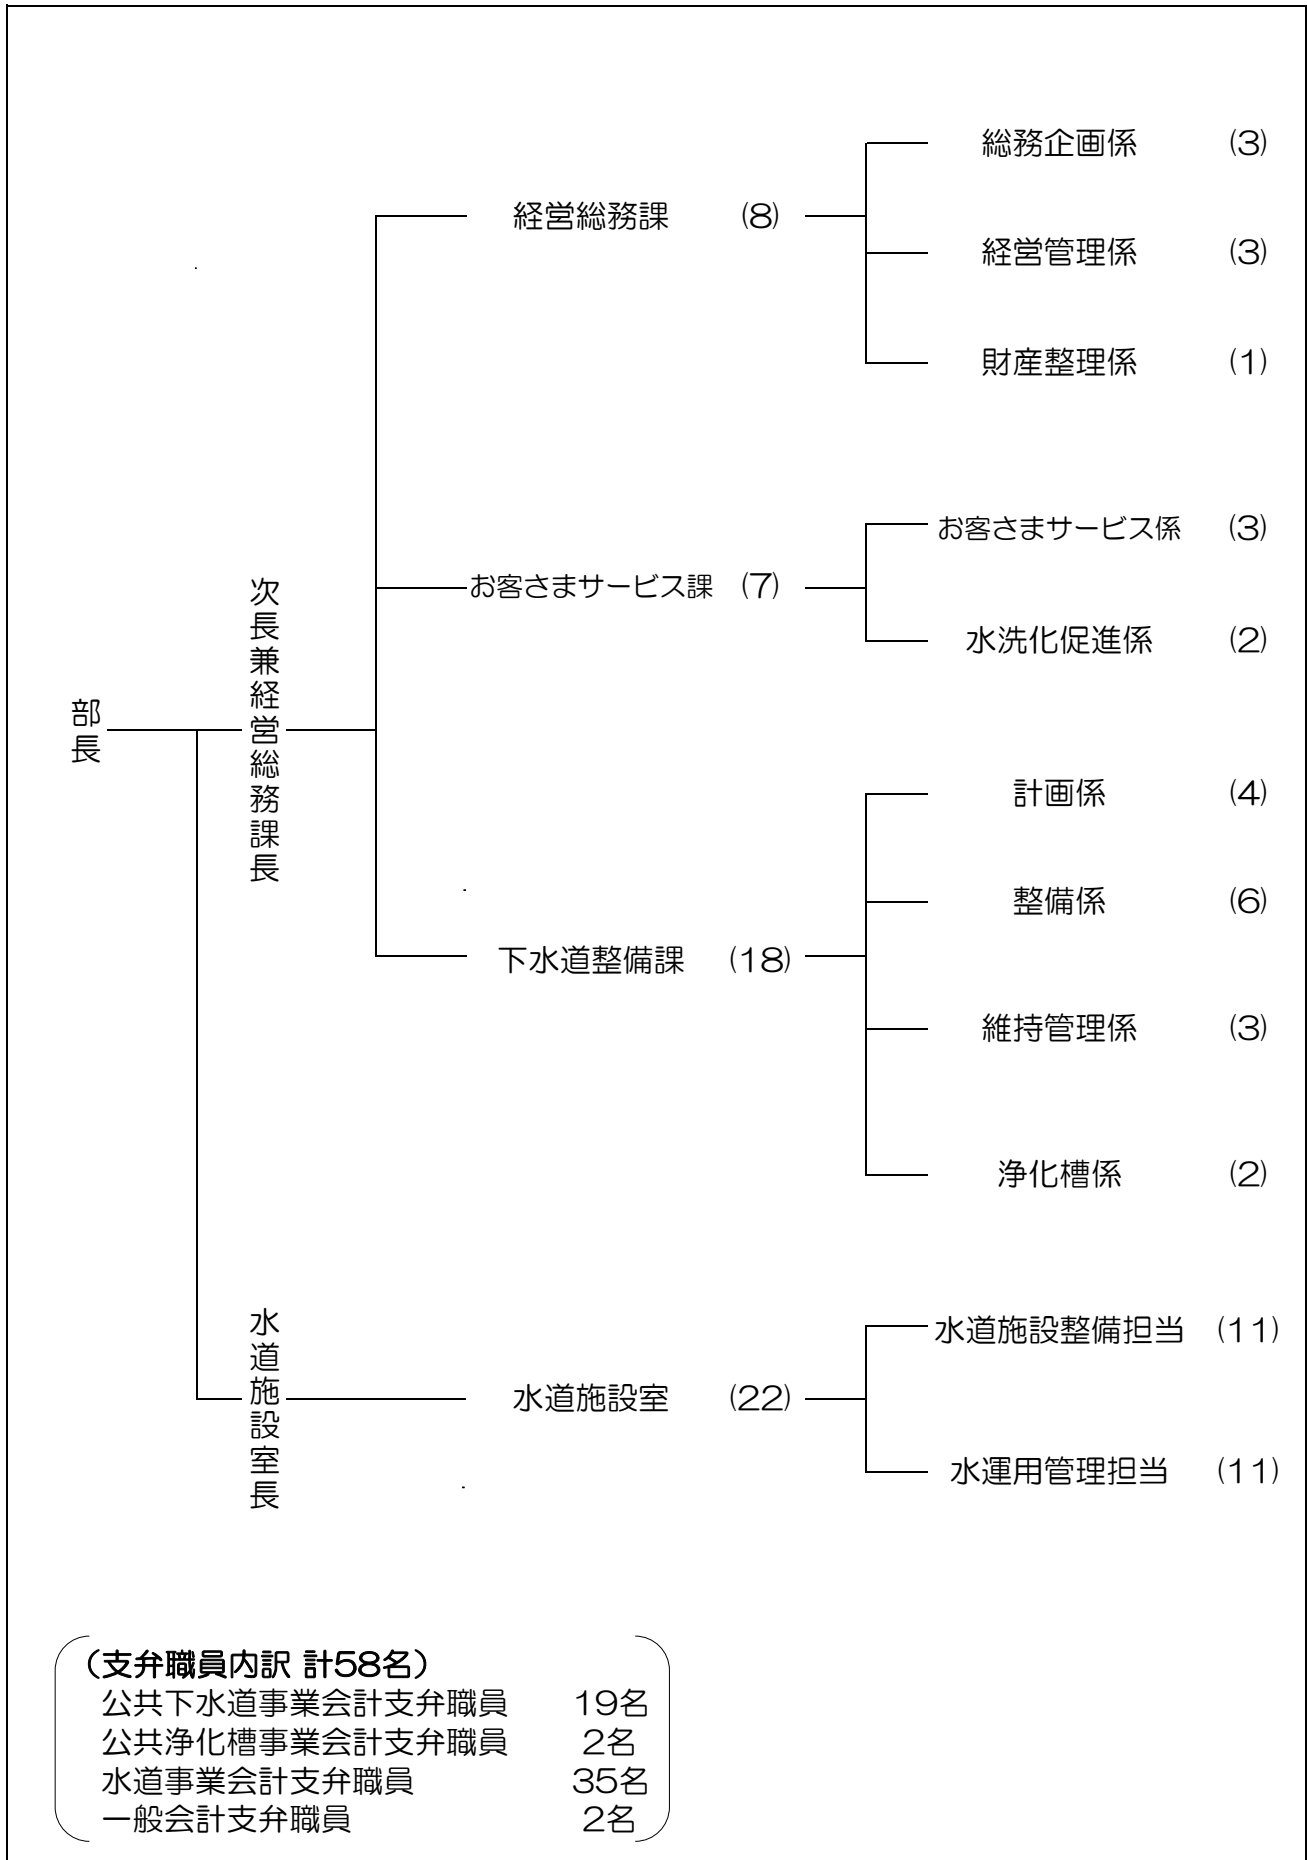 部長
次長兼経営総務課長
経営総務課 (8)
総務企画係 (3)
経営管理係 (3)
財産整理係 (1)
お客さまサービス課 (7)
お客さまサービス係 (3)
水洗化促進係 (2)
下水道整備課 (18)
計画係 (4)
整備係 (6)
維持管理係 (3)
浄化槽係 (2)
水道施設室長
水道施設室 (22)
水道施設整備担当 (11)
水運用管理担当 (11)
（支弁職員内訳 計58名）
公共下水道事業会計支弁職員 19名
公共浄化槽事業会計支弁職員 2名
水道事業会計支弁職員 35名
一般会計支弁職員 2名